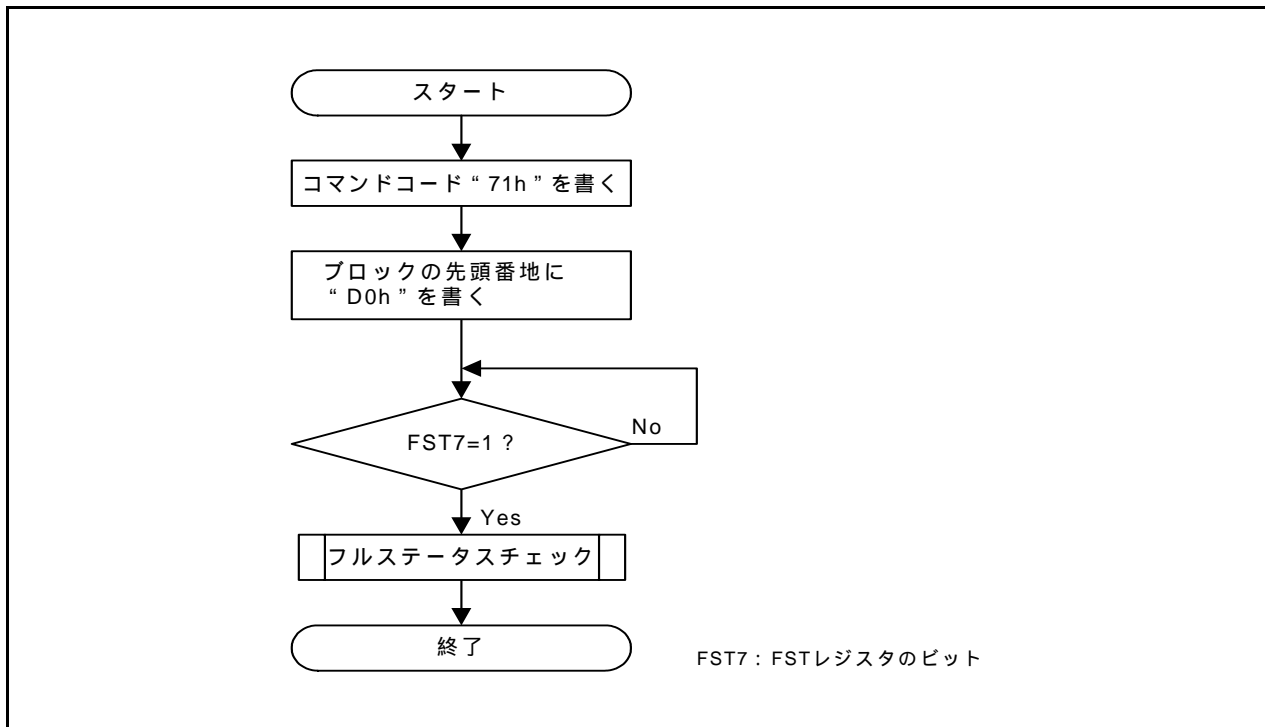 スタート
コマンドコード“71h”を書く
ブロックの先頭番地に
“D0h”を書く
FST7=1?
No
Yes
フルステータスチェック
終了
FST7:FSTレジスタのビット